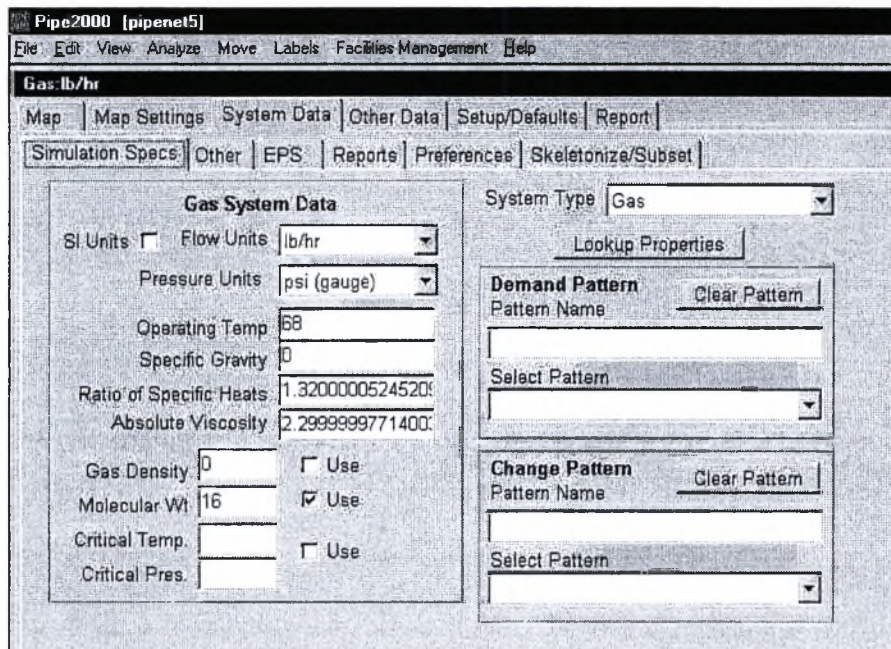 Pipe2000 [pipenet5]
File Edit View Analyze Move Labels Facilities Management Help
Gas:lb/hr
Map Map Settings System Data Other Data Setup/Defaults Report
Simulation Specs Other EPS Reports Preferences Skeletonize/Subset
Gas System Data
SI Units Flow Units lb/hr
Pressure Units psi (gauge)
Operating Temp 68
Specific Gravity 0
Ratio of Specific Heats 1.3200000524520
Absolute Viscosity 2.2999999771400
Gas Density 0 Use
Molecular Wt 16 Use
Critical Temp.
Use
Critical Pres.
System Type Gas
Lookup Properties
Demand Pattern
Clear Pattern
Pattern Name
Select Pattern
Change Pattern
Clear Pattern
Pattern Name
Select Pattern